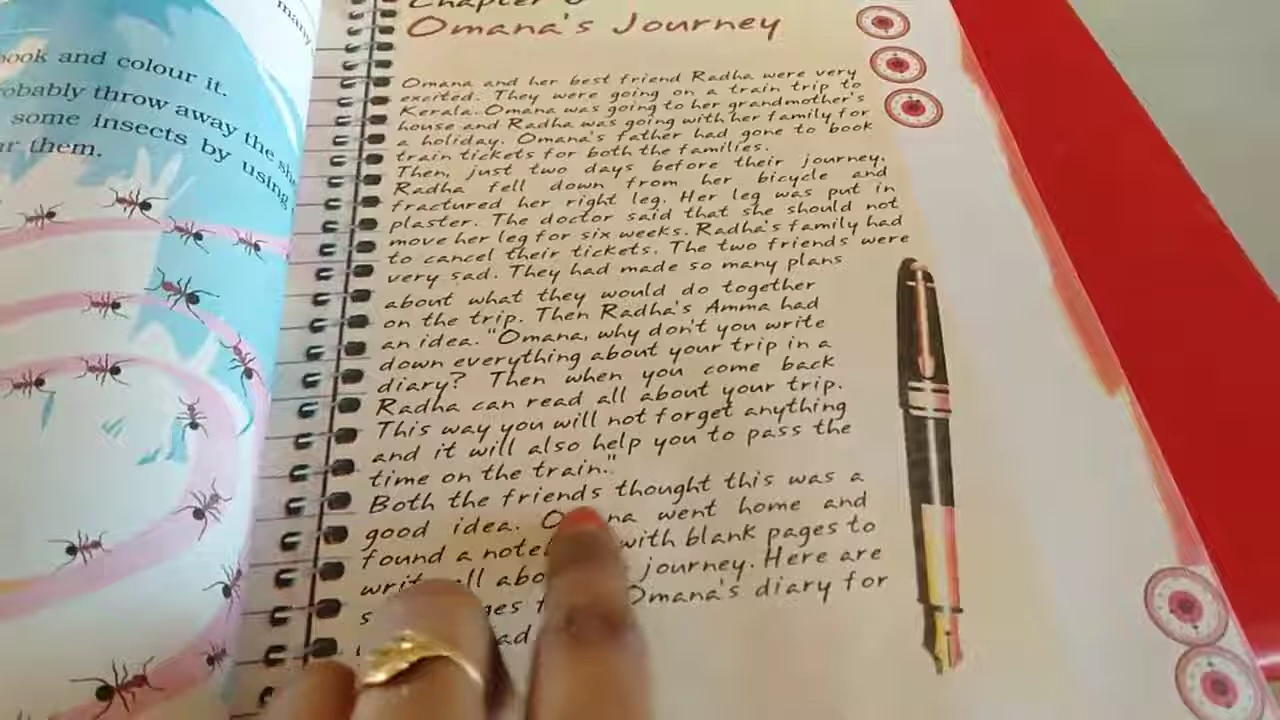 many
book and colour it.
probably throw away the
some insects by using
them.
Chapter
Omana's Journey
Omana and her best friend Radha were very
excited. They were going on a train trip to
Kerala. Omana was going to her grandmother's
house and Radha was going with her family for
a holiday. Omana's father had gone to book
train tickets for both the families.
Then, just two days before their journey,
Radha fell down from her bicycle and
fractured her right leg. Her leg was put in
plaster. The doctor said that she should not
move her leg for six weeks. Radha's family had
to cancel their tickets. The two friends were
very sad. They had made so many plans
about what they would do together
on the trip. Then Radha's Amma had
an idea. "Omana, why don't you write
down everything about your trip in a
diary? Then when you come back
Radha can read all about your trip.
This way you will not forget anything
and it will also help you to pass the
time on the train."
Both the friends thought this was a
good idea. went home and
found a with blank pages to
journey. Here are
Omana's diary for